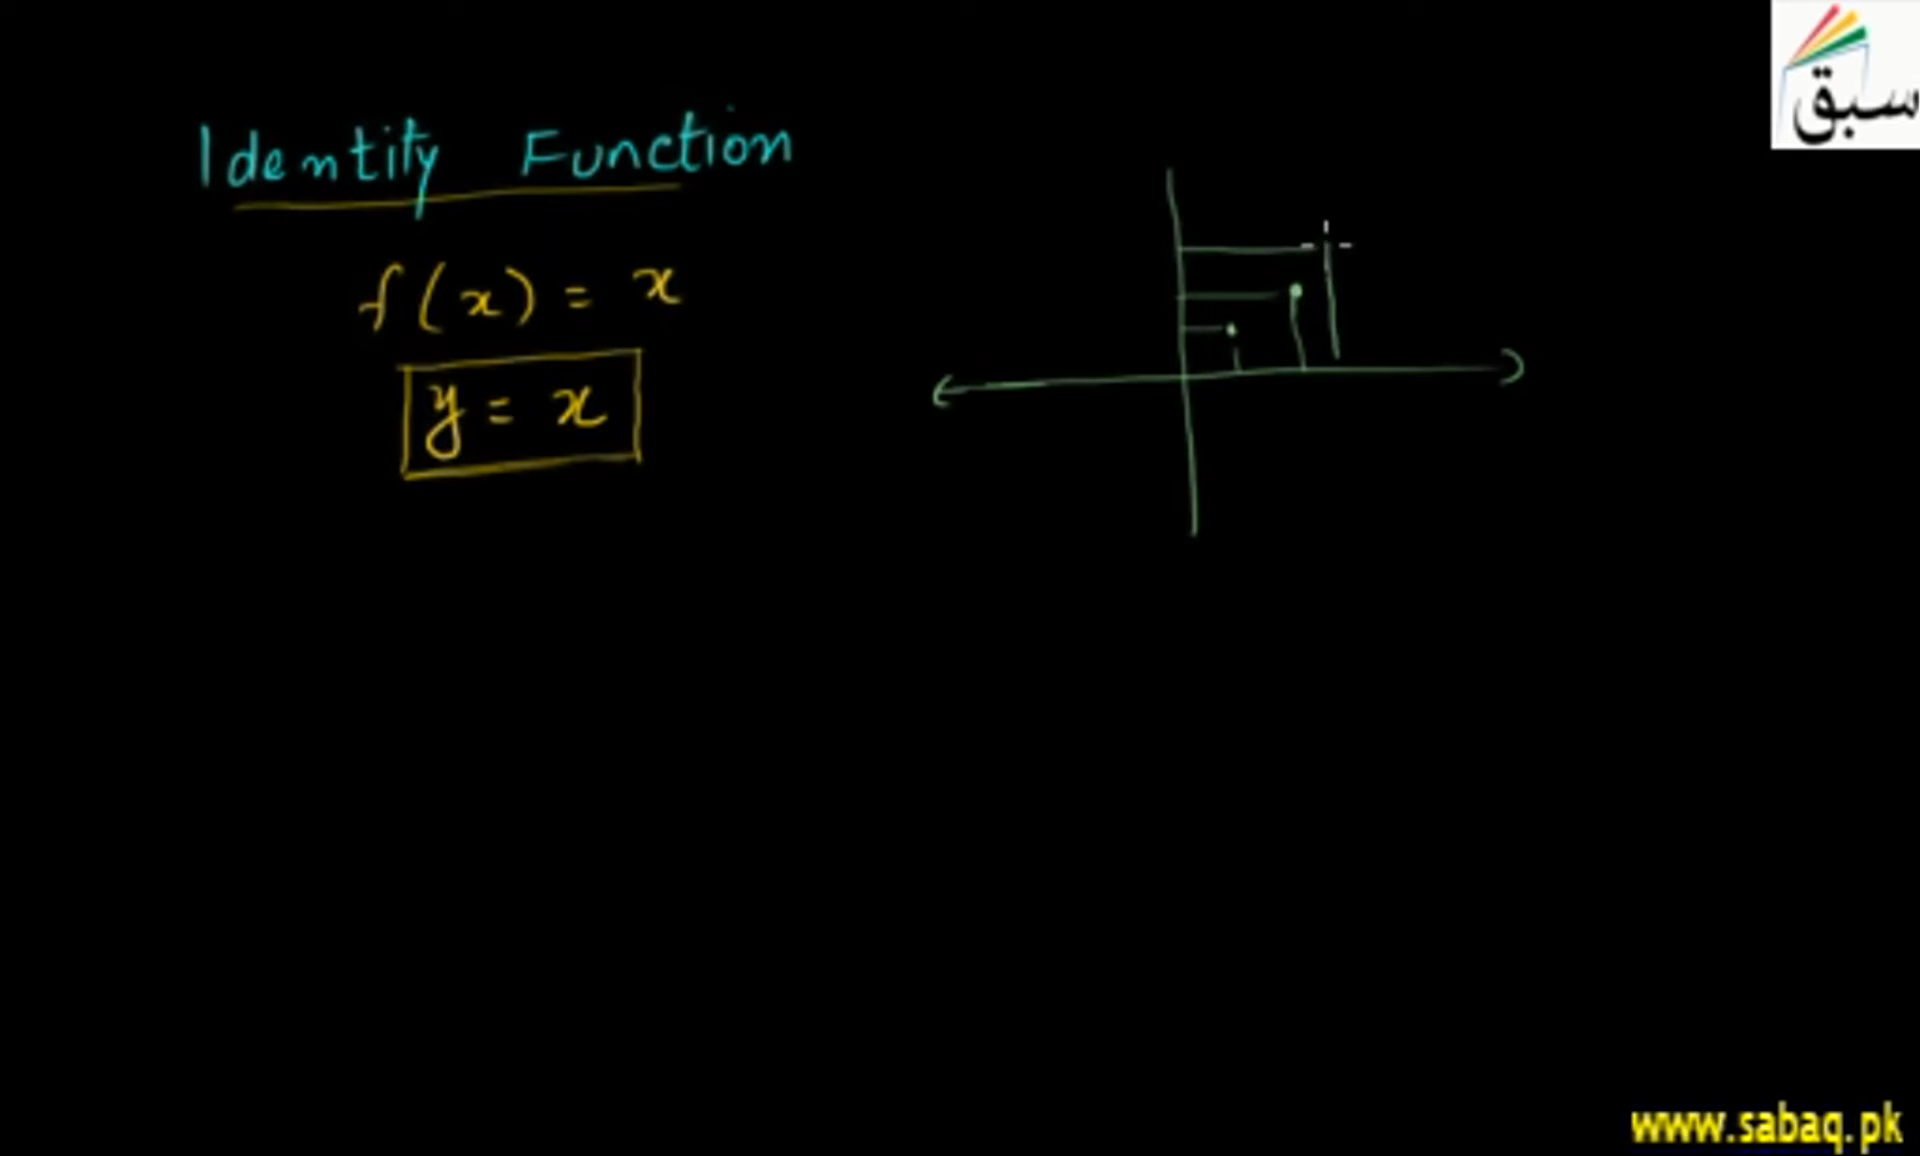 Identity Function
f(x) = x
y = x
سبق
www.sabaq.pk